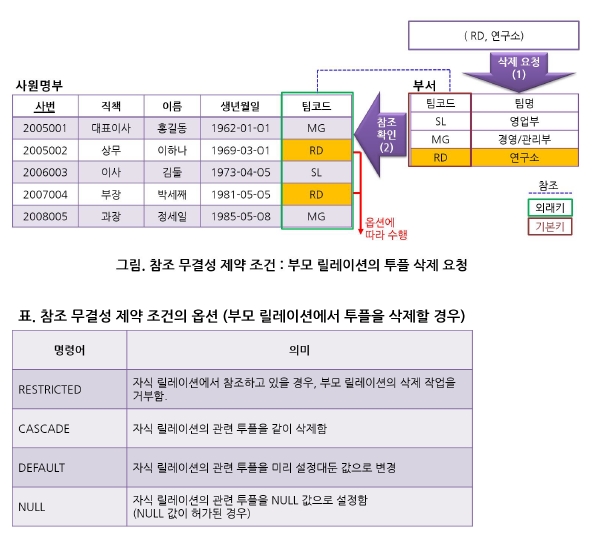 ( RD, 연구소)
삭제 요청
(1)
사원명부
사번 직책 이름 생년월일 팀코드
2005001 대표이사 홍길동 1962-01-01 MG
2005002 상무 이하나 1969-03-01 RD
2006003 이사 김둘 1973-04-05 SL
2007004 부장 박세째 1981-05-05 RD
2008005 과장 정세일 1985-05-08 MG
참조
확인
(2)
부서
팀코드 팀명
SL 영업부
MG 경영/관리부
RD 연구소
옵션에
따라 수행
참조
외래키
기본키
그림. 참조 무결성 제약 조건 : 부모 릴레이션의 투플 삭제 요청
표. 참조 무결성 제약 조건의 옵션 (부모 릴레이션에서 투플을 삭제할 경우)
명령어 의미
RESTRICTED 자식 릴레이션에서 참조하고 있을 경우, 부모 릴레이션의 삭제 작업을
거부함.
CASCADE 자식 릴레이션의 관련 투플을 같이 삭제함
DEFAULT 자식 릴레이션의 관련 투플을 미리 설정대둔 값으로 변경
NULL 자식 릴레이션의 관련 투플을 NULL 값으로 설정함
(NULL 값이 허가된 경우)